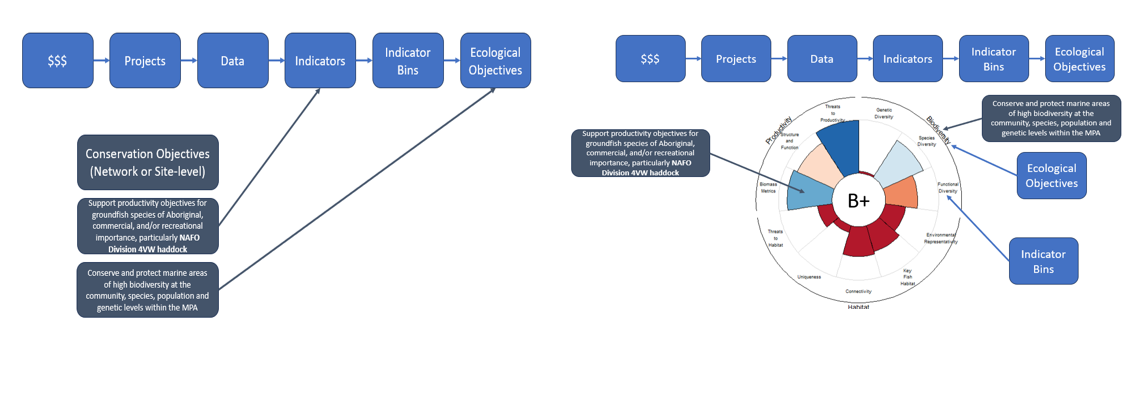 $$$
Projects
Data
Indicators
Indicator
Bins
Ecological
Objectives
Conservation Objectives
(Network or Site-level)
Support productivity objectives for
groundfish species of Aboriginal,
commercial, and/or recreational
importance, particularly NAFO
Division 4VW haddock
Conserve and protect marine areas
of high biodiversity at the
community, species, population and
genetic levels within the MPA
$$$
Projects
Data
Indicators
Indicator
Bins
Ecological
Objectives
Support productivity objectives for
groundfish species of Aboriginal,
commercial, and/or recreational
importance, particularly NAFO
Division 4VW haddock
Productivity
Threats
to
Productivity
Genetic
Diversity
Biodiversity
Species
Diversity
Structure
and
Function
Biomass
Metrics
B+
Functional
Diversity
Threats
to
Habitat
Environmental
Representativity
Uniqueness
Key
Fish
Habitat
Connectivity
Habitat
Conserve and protect marine areas
of high biodiversity at the
community, species, population and
genetic levels within the MPA
Ecological
Objectives
Indicator
Bins